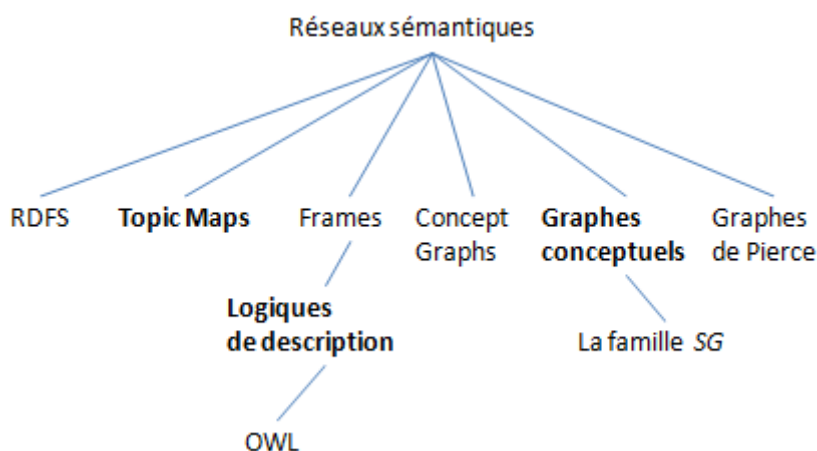 Réseaux sémantiques
RDFS
Topic Maps
Frames
Concept
Graphs
Graphes
conceptuels
Graphes
de Pierce
Logiques
de description
La famille SG
OWL